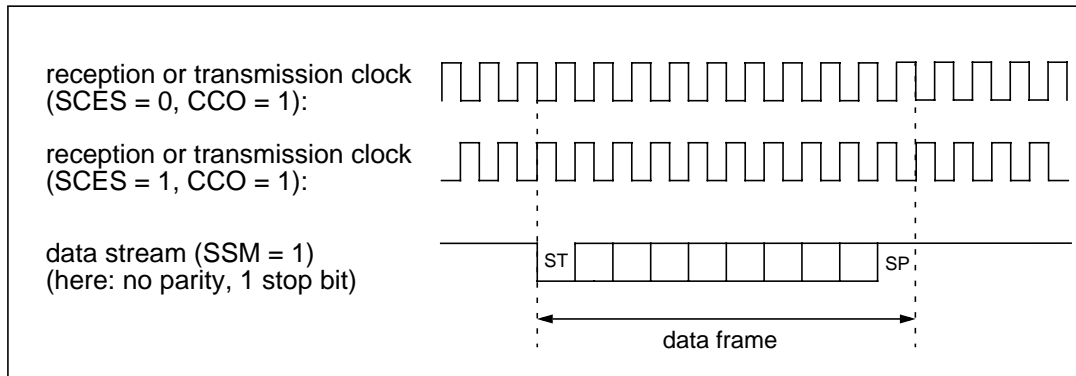 reception or transmission clock
(SCES = 0, CCO = 1):
reception or transmission clock
(SCES = 1, CCO = 1):
data stream (SSM = 1)
(here: no parity, 1 stop bit)
ST
SP
data frame